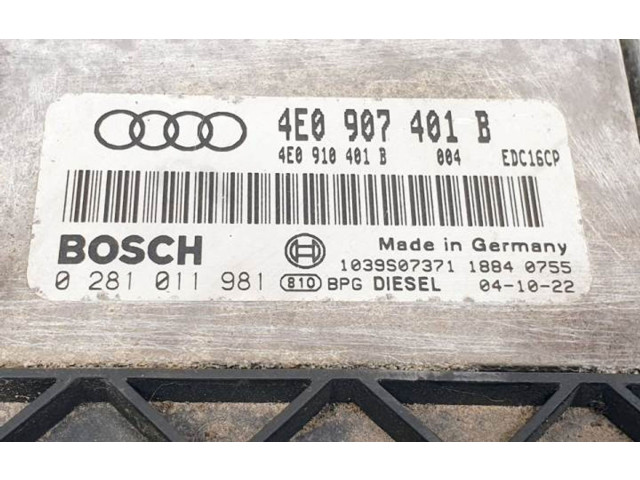 4E0 907 401 B
4E0 910 401 B 004 EDC16CP
BOSCH Made in Germany
1039S07371 1884 0755
0 281 011 981 810 BPG DIESEL 04-10-22